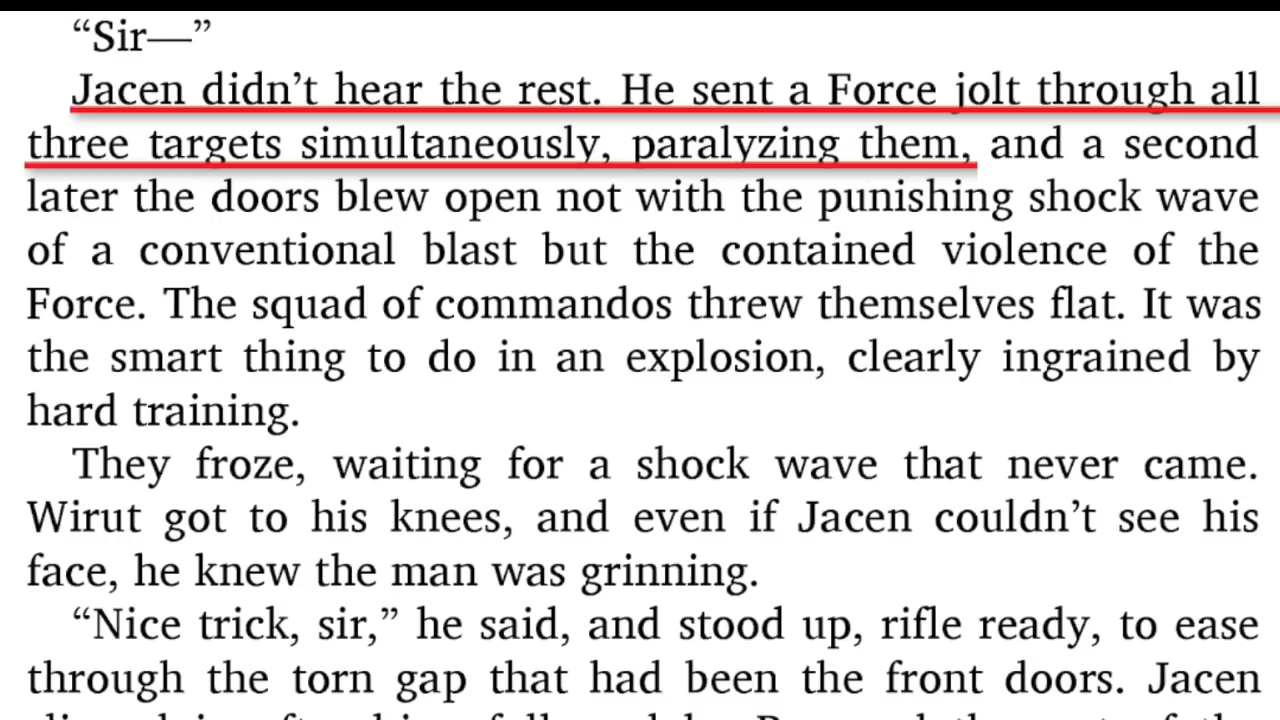 “Sir—”
Jacen didn’t hear the rest. He sent a Force jolt through all
three targets simultaneously, paralyzing them, and a second
later the doors blew open not with the punishing shock wave
of a conventional blast but the contained violence of the
Force. The squad of commandos threw themselves flat. It was
the smart thing to do in an explosion, clearly ingrained by
hard training.
They froze, waiting for a shock wave that never came.
Wirut got to his knees, and even if Jacen couldn’t see his
face, he knew the man was grinning.
“Nice trick, sir,” he said, and stood up, rifle ready, to ease
through the torn gap that had been the front doors. Jacen